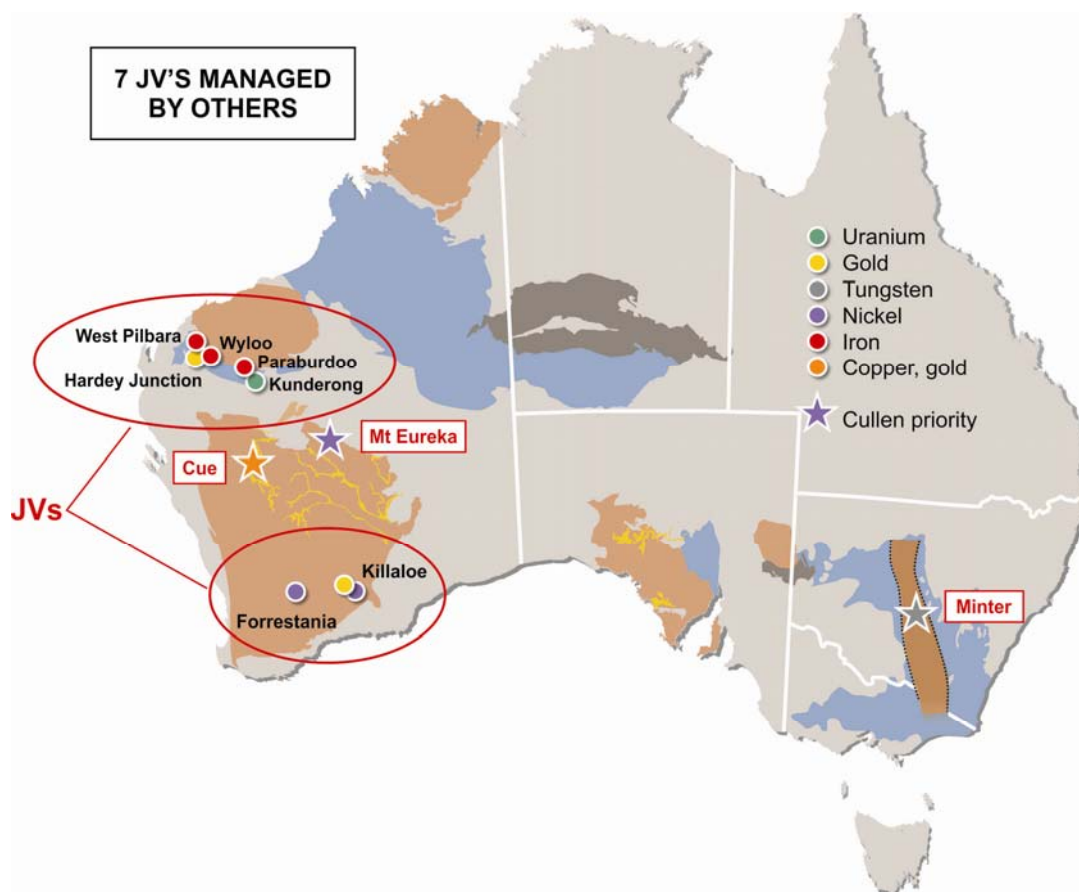 7 JV'S MANAGED
BY OTHERS
Uranium
Gold
Tungsten
Nickel
Iron
Copper, gold
Cullen priority
West Pilbara
Wyloo
Paraburdoo
Hardey Junction
Kunderong
Mt Eureka
Cue
JVs
Killaloe
Forrestania
Minter